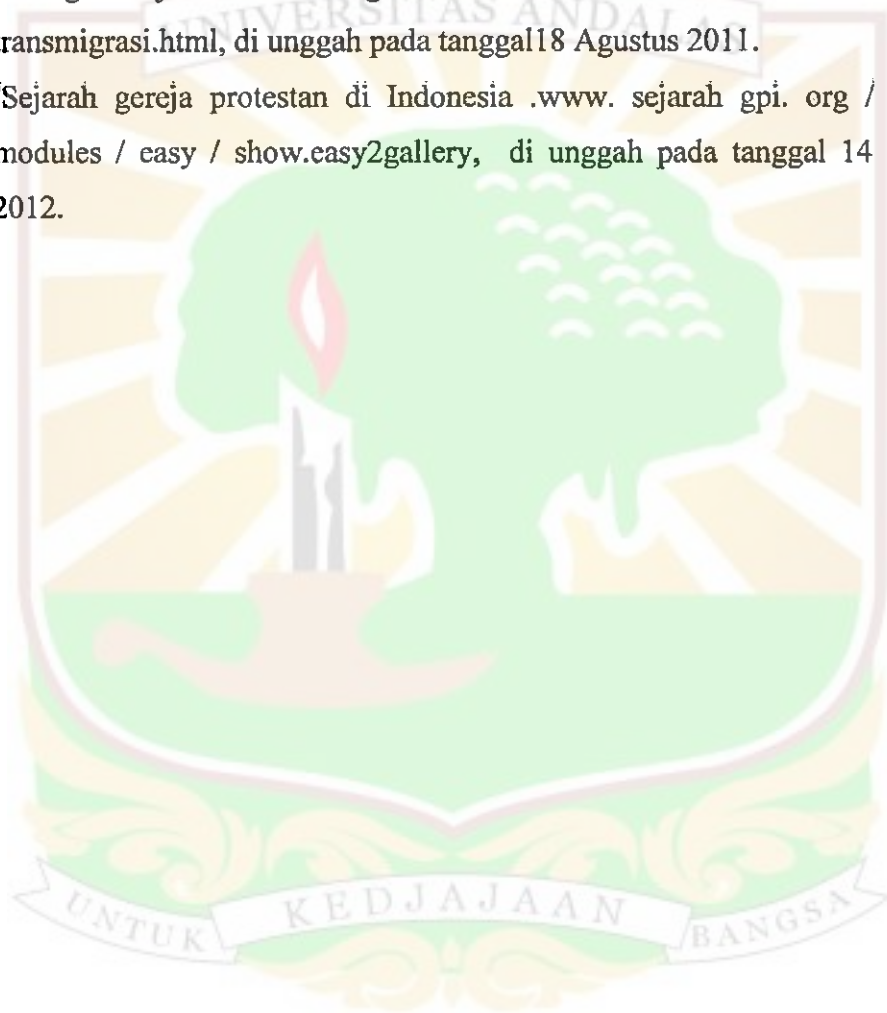 UNIVERSITAS ANDALAS
ransmigrasi.html, di unggah pada tanggal18 Agustus 2011.
Sejarah gereja protestan di Indonesia .www. sejarah gpi. org /
nodules / easy / show.easy2gallery, di unggah pada tanggal 14
2012.
UNTUK KEDJAJAAN BANGSA